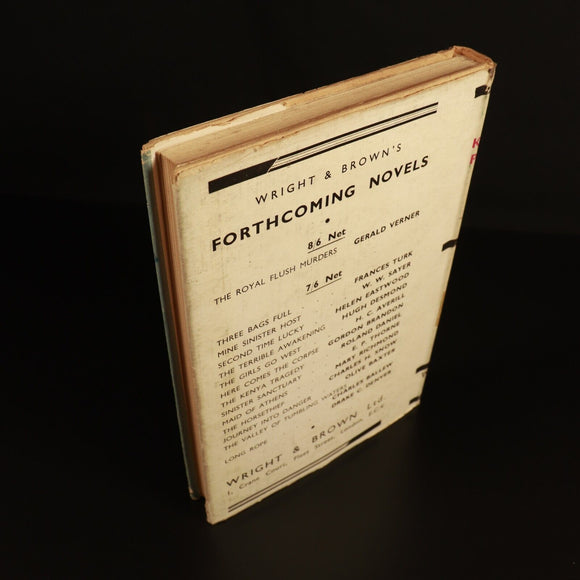 WRIGHT & BROWN'S
FORTHCOMING NOVELS
8/6 Net
THE ROYAL FLUSH MURDERS GERALD VERNER
7/6 Net
THREE BAGS FULL FRANCES TURK
MINE SINISTER HOST W. W. SAYER
SECOND TIME LUCKY HELEN EASTWOOD
THE TERRIBLE AWAKENING HUGH DESMOND
THE GIRLS GO WEST H. C. AVERILL
HERE COMES THE CORPSE GORDON BRANDON
THE KENYA TRAGEDY ROLAND DANIEL
SINISTER SANCTUARY E. P. THORNE
MAID OF ATHENS MARY RICHMOND
THE HORSETHIEF CHARLES H. SNOW
JOURNEY INTO DANGER OLIVE BAXTER
THE VALLEY OF TUMBLING WATERS CHARLES BALLEW
LONG ROPE DRAKE C. DENVER
WRIGHT & BROWN Ltd.
1, Crane Court, Fleet Street, London, E.C.4